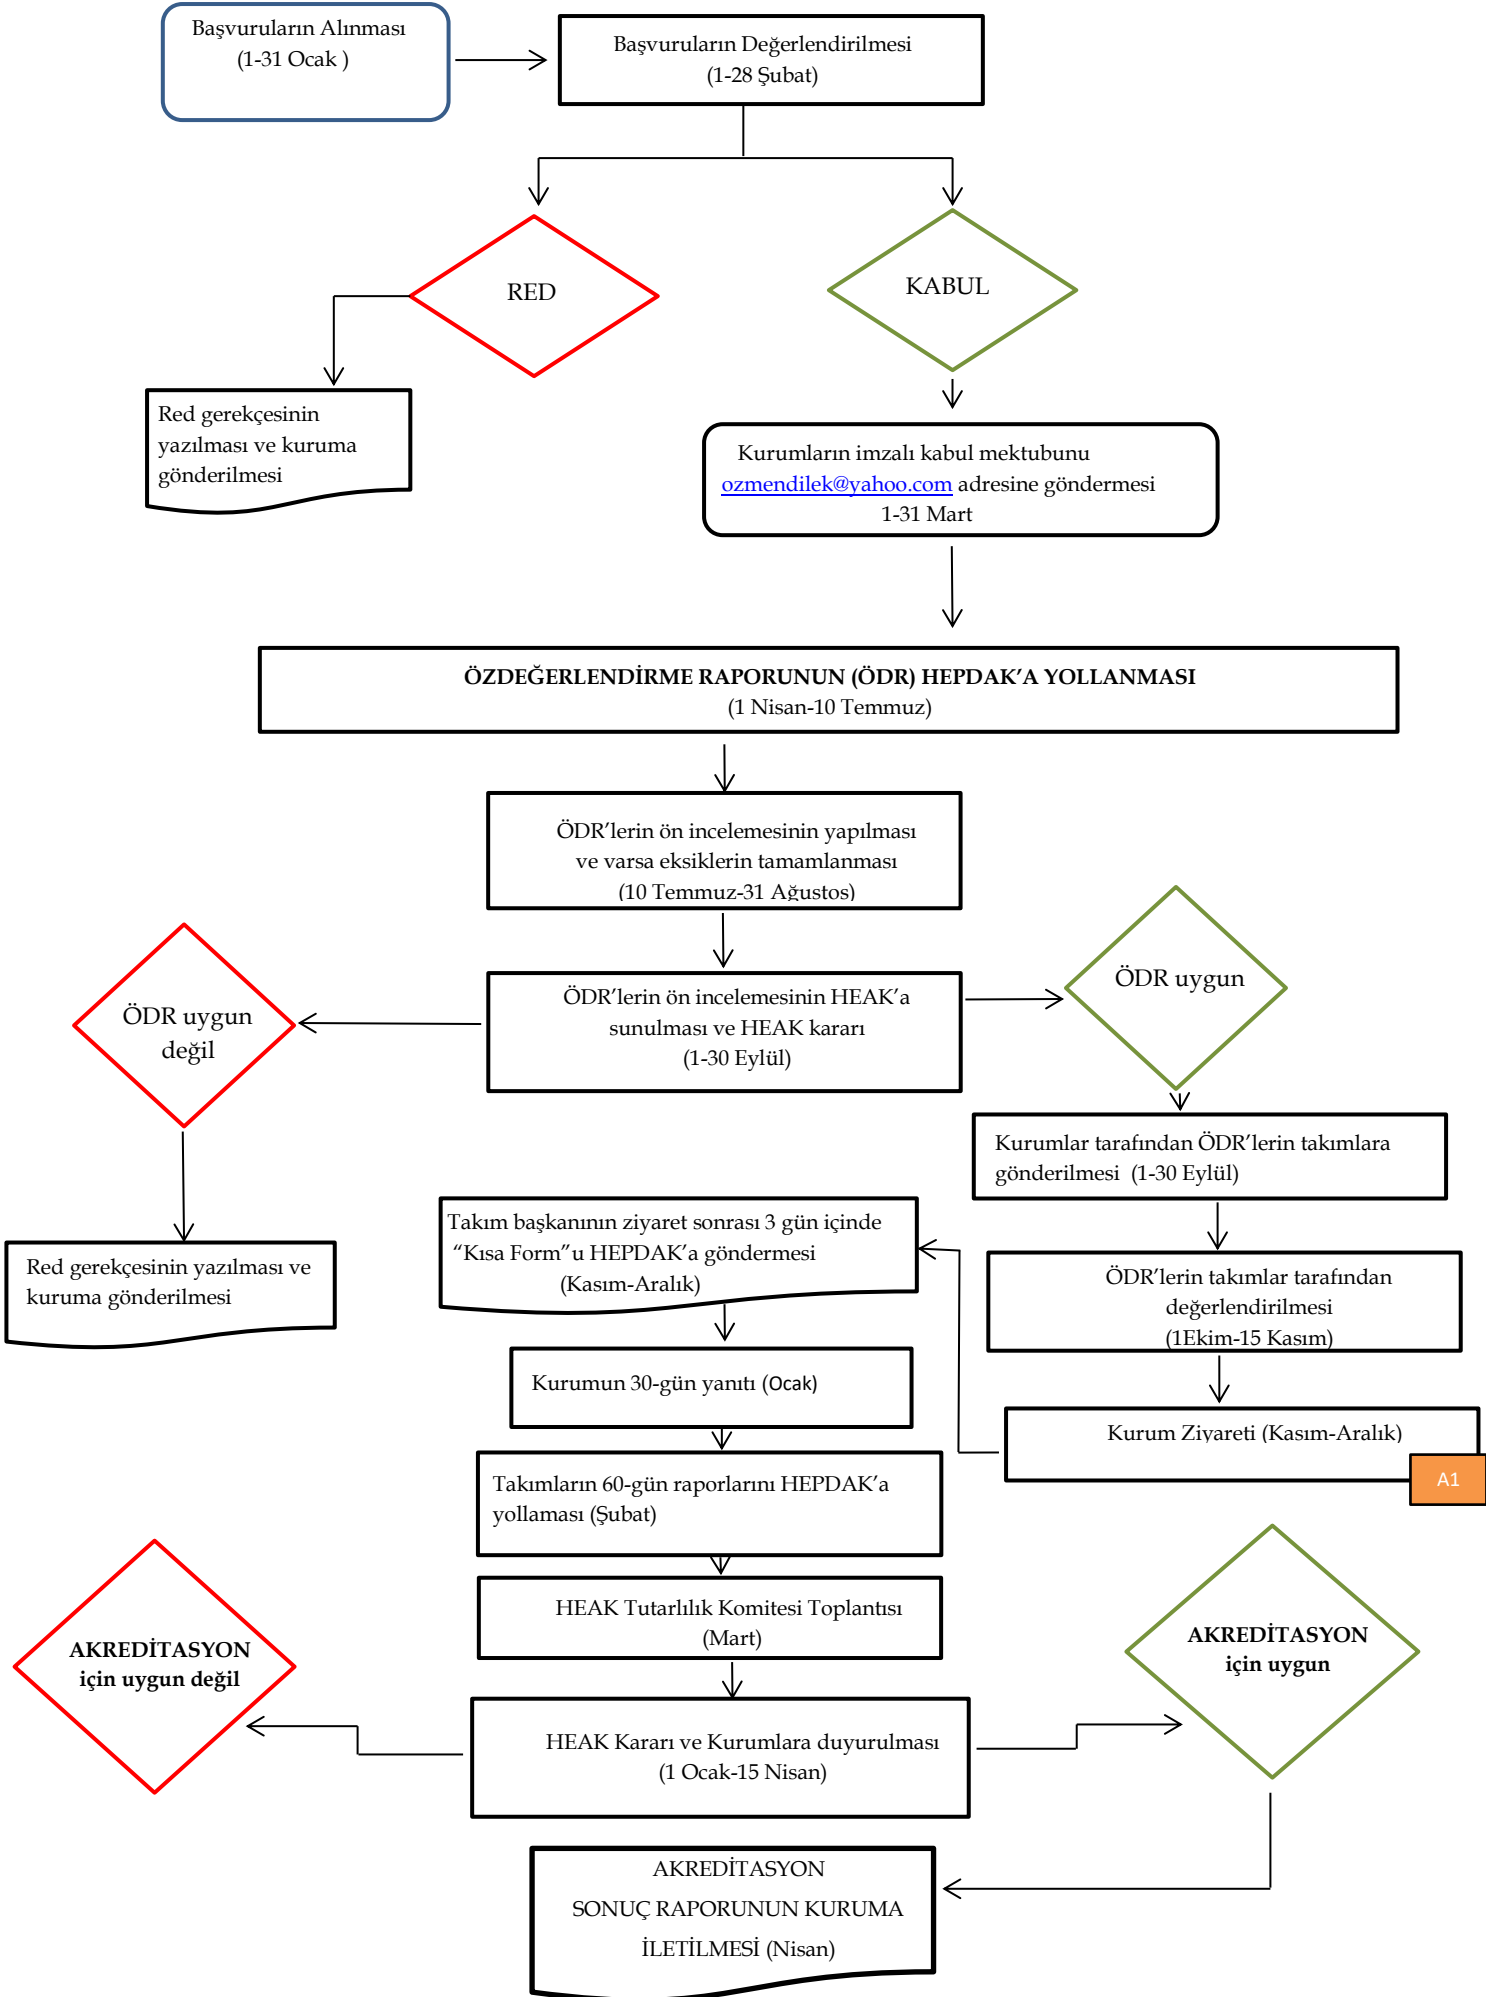 Başvuruların Alınması
(1-31 Ocak )
Başvuruların Değerlendirilmesi
(1-28 Şubat)
RED
KABUL
Red gerekçesinin
yazılması ve kuruma
gönderilmesi
Kurumların imzalı kabul mektubunu
ozmendilek@yahoo.com adresine göndermesi
1-31 Mart
ÖZDEĞERLENDİRME RAPORUNUN (ÖDR) HEPDAK’A YOLLANMASI
(1 Nisan-10 Temmuz)
ÖDR’lerin ön incelemesinin yapılması
ve varsa eksiklerin tamamlanması
(10 Temmuz-31 Ağustos)
ÖDR uygun
değil
ÖDR’lerin ön incelemesinin HEAK’a
sunulması ve HEAK kararı
(1-30 Eylül)
ÖDR uygun
Kurumlar tarafından ÖDR’lerin takımlara
gönderilmesi  (1-30 Eylül)
Red gerekçesinin yazılması ve
kuruma gönderilmesi
Takım başkanının ziyaret sonrası 3 gün içinde
“Kısa Form”u HEPDAK’a göndermesi
(Kasım-Aralık)
ÖDR’lerin takımlar tarafından
değerlendirilmesi
(1Ekim-15 Kasım)
Kurumun 30-gün yanıtı (Ocak)
Kurum Ziyareti (Kasım-Aralık)
A1
Takımların 60-gün raporlarını HEPDAK’a
yollaması (Şubat)
HEAK Tutarlılık Komitesi Toplantısı
(Mart)
AKREDİTASYON
için uygun değil
AKREDİTASYON
için uygun
HEAK Kararı ve Kurumlara duyurulması
(1 Ocak-15 Nisan)
AKREDİTASYON
SONUÇ RAPORUNUN KURUMA
İLETİLMESİ (Nisan)